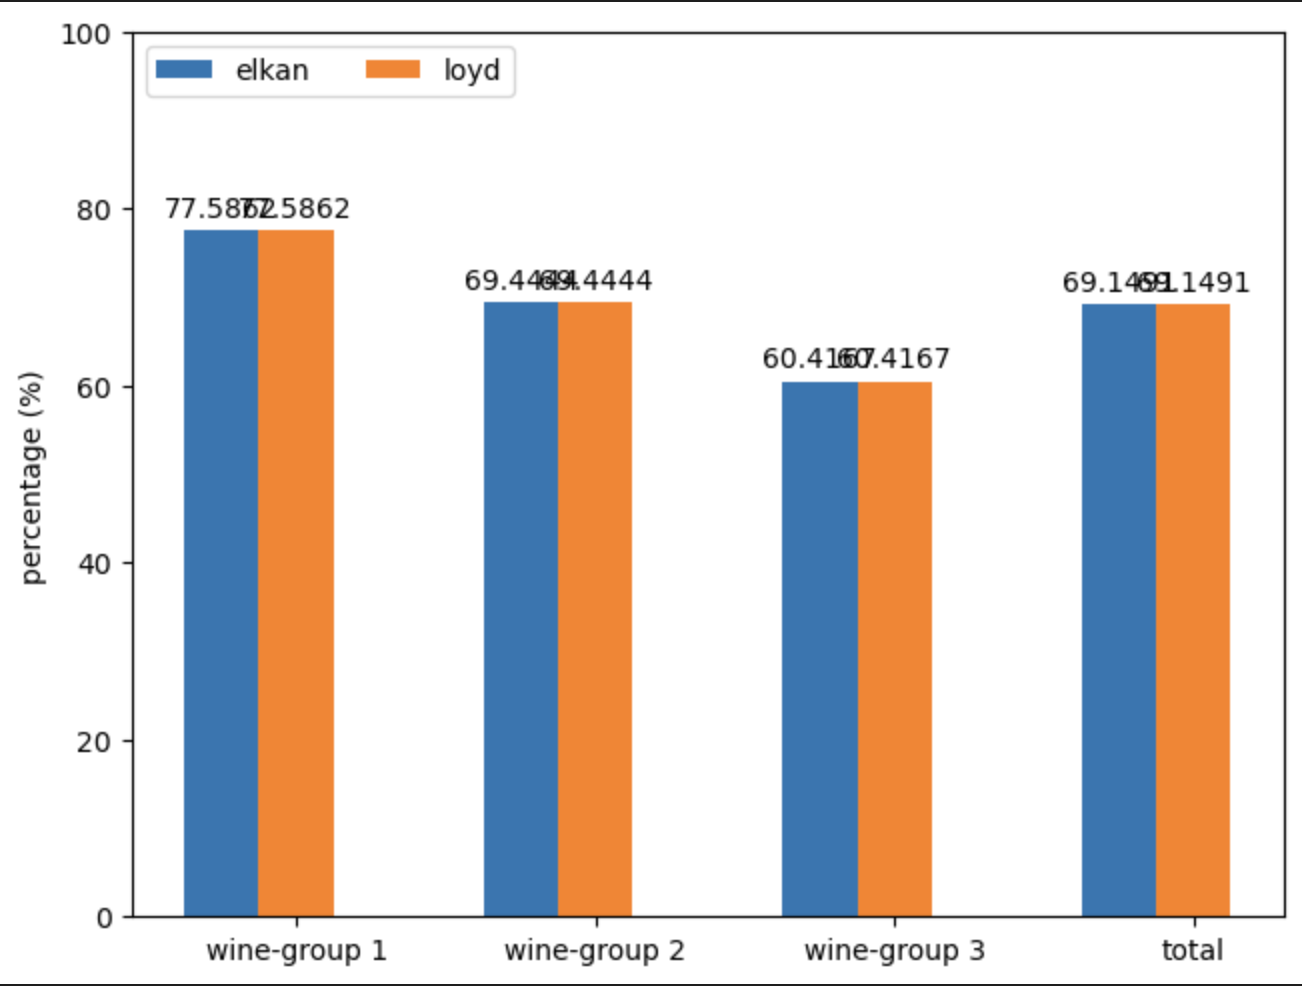 100
elkan
loyd
80
77.5862
77.5862
69.4444
69.4444
69.1491
69.1491
60.4167
60.4167
60
percentage (%)
40
20
0
wine-group 1
wine-group 2
wine-group 3
total